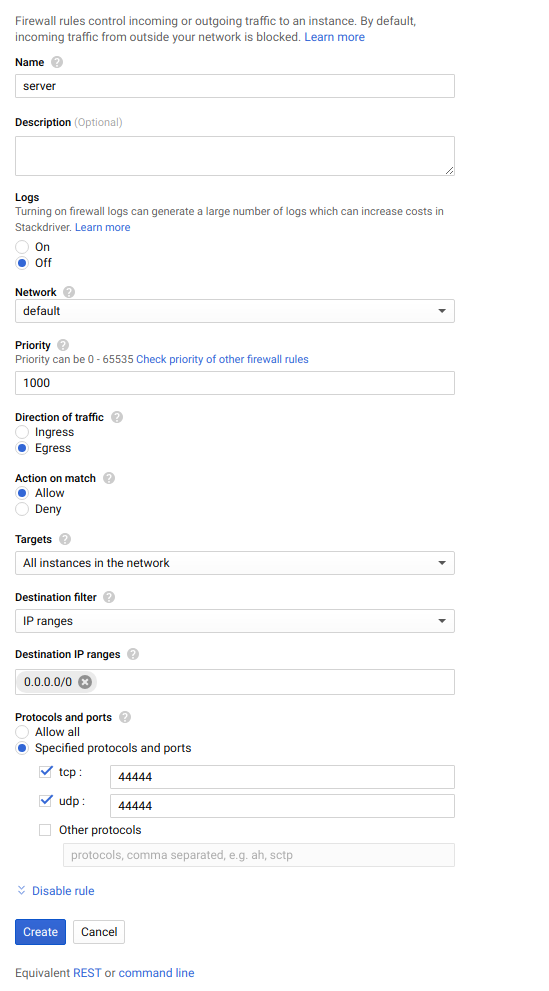 Firewall rules control incoming or outgoing traffic to an instance. By default,
incoming traffic from outside your network is blocked. Learn more
Name ?
server
Description (Optional)
Logs
Turning on firewall logs can generate a large number of logs which can increase costs in
Stackdriver. Learn more
On
Off
Network ?
default
Priority ?
Priority can be 0 - 65535 Check priority of other firewall rules
1000
Direction of traffic ?
Ingress
Egress
Action on match ?
Allow
Deny
Targets ?
All instances in the network
Destination filter ?
IP ranges
Destination IP ranges ?
0.0.0.0/0
Protocols and ports ?
Allow all
Specified protocols and ports
tcp : 44444
udp : 44444
Other protocols
protocols, comma separated, e.g. ah, sctp
Disable rule
Create Cancel
Equivalent REST or command line